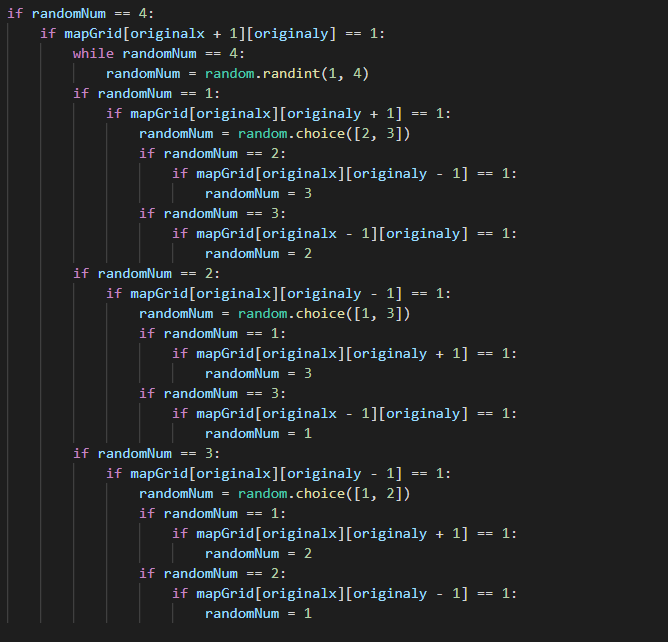 if randomNum == 4:
    if mapGrid[originalx + 1][originaly] == 1:
        while randomNum == 4:
            randomNum = random.randint(1, 4)
        if randomNum == 1:
            if mapGrid[originalx][originaly + 1] == 1:
                randomNum = random.choice([2, 3])
                if randomNum == 2:
                    if mapGrid[originalx][originaly - 1] == 1:
                        randomNum = 3
                if randomNum == 3:
                    if mapGrid[originalx - 1][originaly] == 1:
                        randomNum = 2
        if randomNum == 2:
            if mapGrid[originalx][originaly - 1] == 1:
                randomNum = random.choice([1, 3])
                if randomNum == 1:
                    if mapGrid[originalx][originaly + 1] == 1:
                        randomNum = 3
                if randomNum == 3:
                    if mapGrid[originalx - 1][originaly] == 1:
                        randomNum = 1
        if randomNum == 3:
            if mapGrid[originalx][originaly - 1] == 1:
                randomNum = random.choice([1, 2])
                if randomNum == 1:
                    if mapGrid[originalx][originaly + 1] == 1:
                        randomNum = 2
                if randomNum == 2:
                    if mapGrid[originalx][originaly - 1] == 1:
                        randomNum = 1